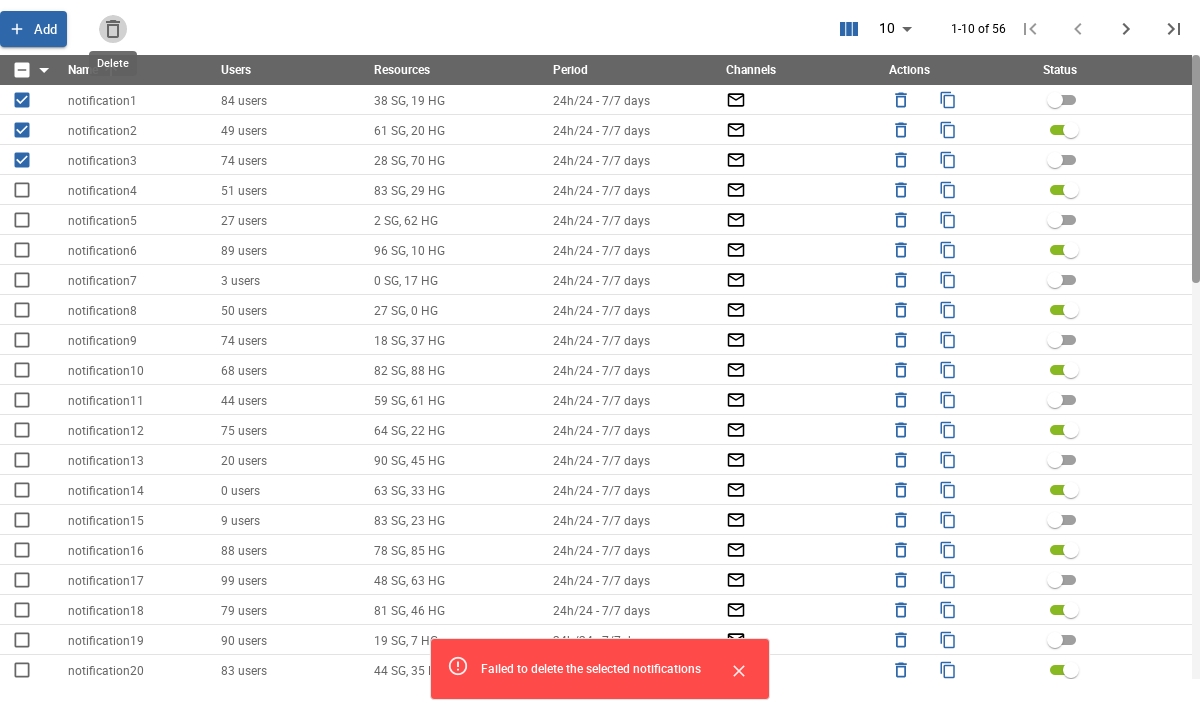 Add
10
1-10 of 56
Delete
Name Users Resources Period Channels Actions Status
notification1 84 users 38 SG, 19 HG 24h/24 - 7/7 days
notification2 49 users 61 SG, 20 HG 24h/24 - 7/7 days
notification3 74 users 28 SG, 70 HG 24h/24 - 7/7 days
notification4 51 users 83 SG, 29 HG 24h/24 - 7/7 days
notification5 27 users 2 SG, 62 HG 24h/24 - 7/7 days
notification6 89 users 96 SG, 10 HG 24h/24 - 7/7 days
notification7 3 users 0 SG, 17 HG 24h/24 - 7/7 days
notification8 50 users 27 SG, 0 HG 24h/24 - 7/7 days
notification9 74 users 18 SG, 37 HG 24h/24 - 7/7 days
notification10 68 users 82 SG, 88 HG 24h/24 - 7/7 days
notification11 44 users 59 SG, 61 HG 24h/24 - 7/7 days
notification12 75 users 64 SG, 22 HG 24h/24 - 7/7 days
notification13 20 users 90 SG, 45 HG 24h/24 - 7/7 days
notification14 0 users 63 SG, 33 HG 24h/24 - 7/7 days
notification15 9 users 83 SG, 23 HG 24h/24 - 7/7 days
notification16 88 users 78 SG, 85 HG 24h/24 - 7/7 days
notification17 99 users 48 SG, 63 HG 24h/24 - 7/7 days
notification18 79 users 81 SG, 46 HG 24h/24 - 7/7 days
notification19 90 users 19 SG, 7 HG
notification20 83 users 44 SG, 35
Failed to delete the selected notifications